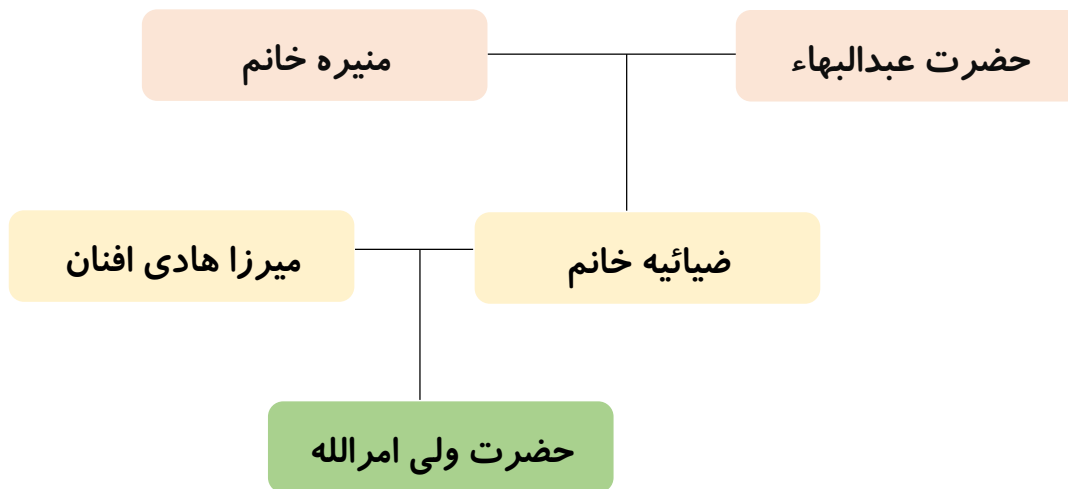 حضرت عبدالبهاء
منیره خانم
ضیائیه خانم
میرزا هادی افنان
حضرت ولی امرالله